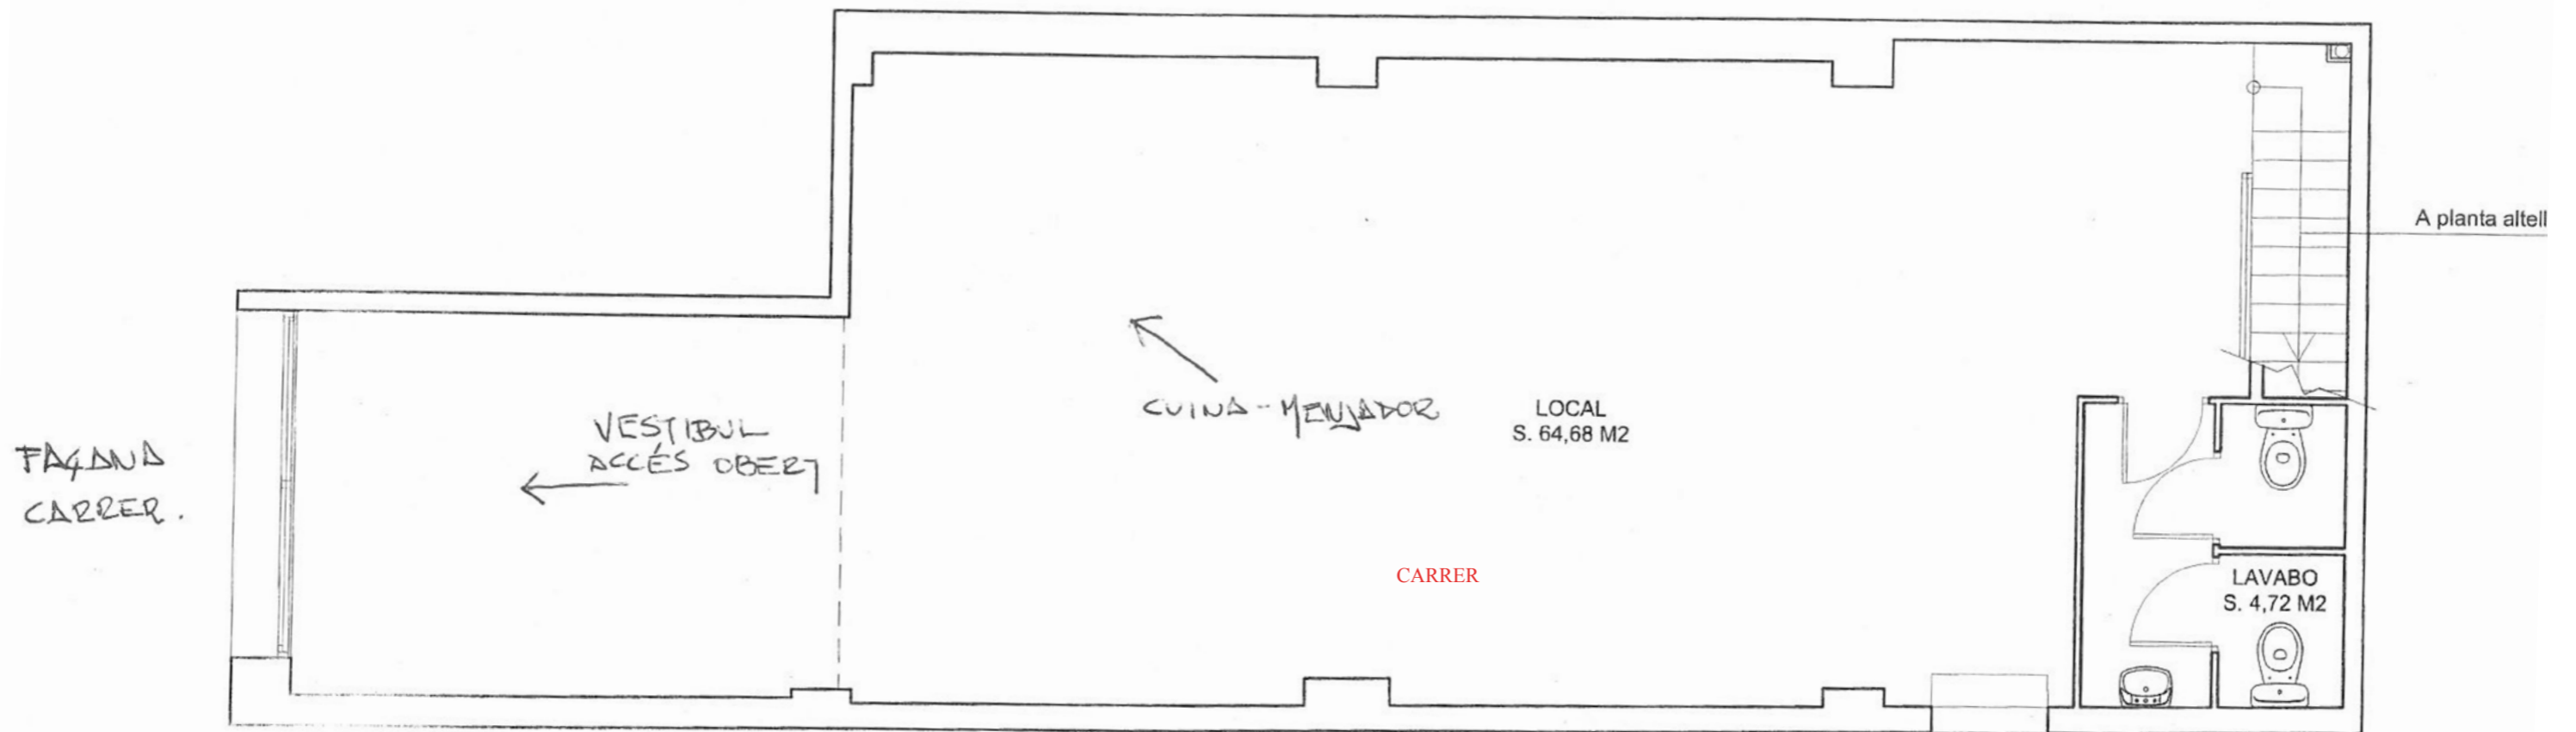 A planta altell
FAÇANA
CARRER.
VESTIBUL
ACCÉS OBERT
CUINA-MENJADOR
LOCAL
S. 64,68 M2
CARRER
LAVABO
S. 4,72 M2